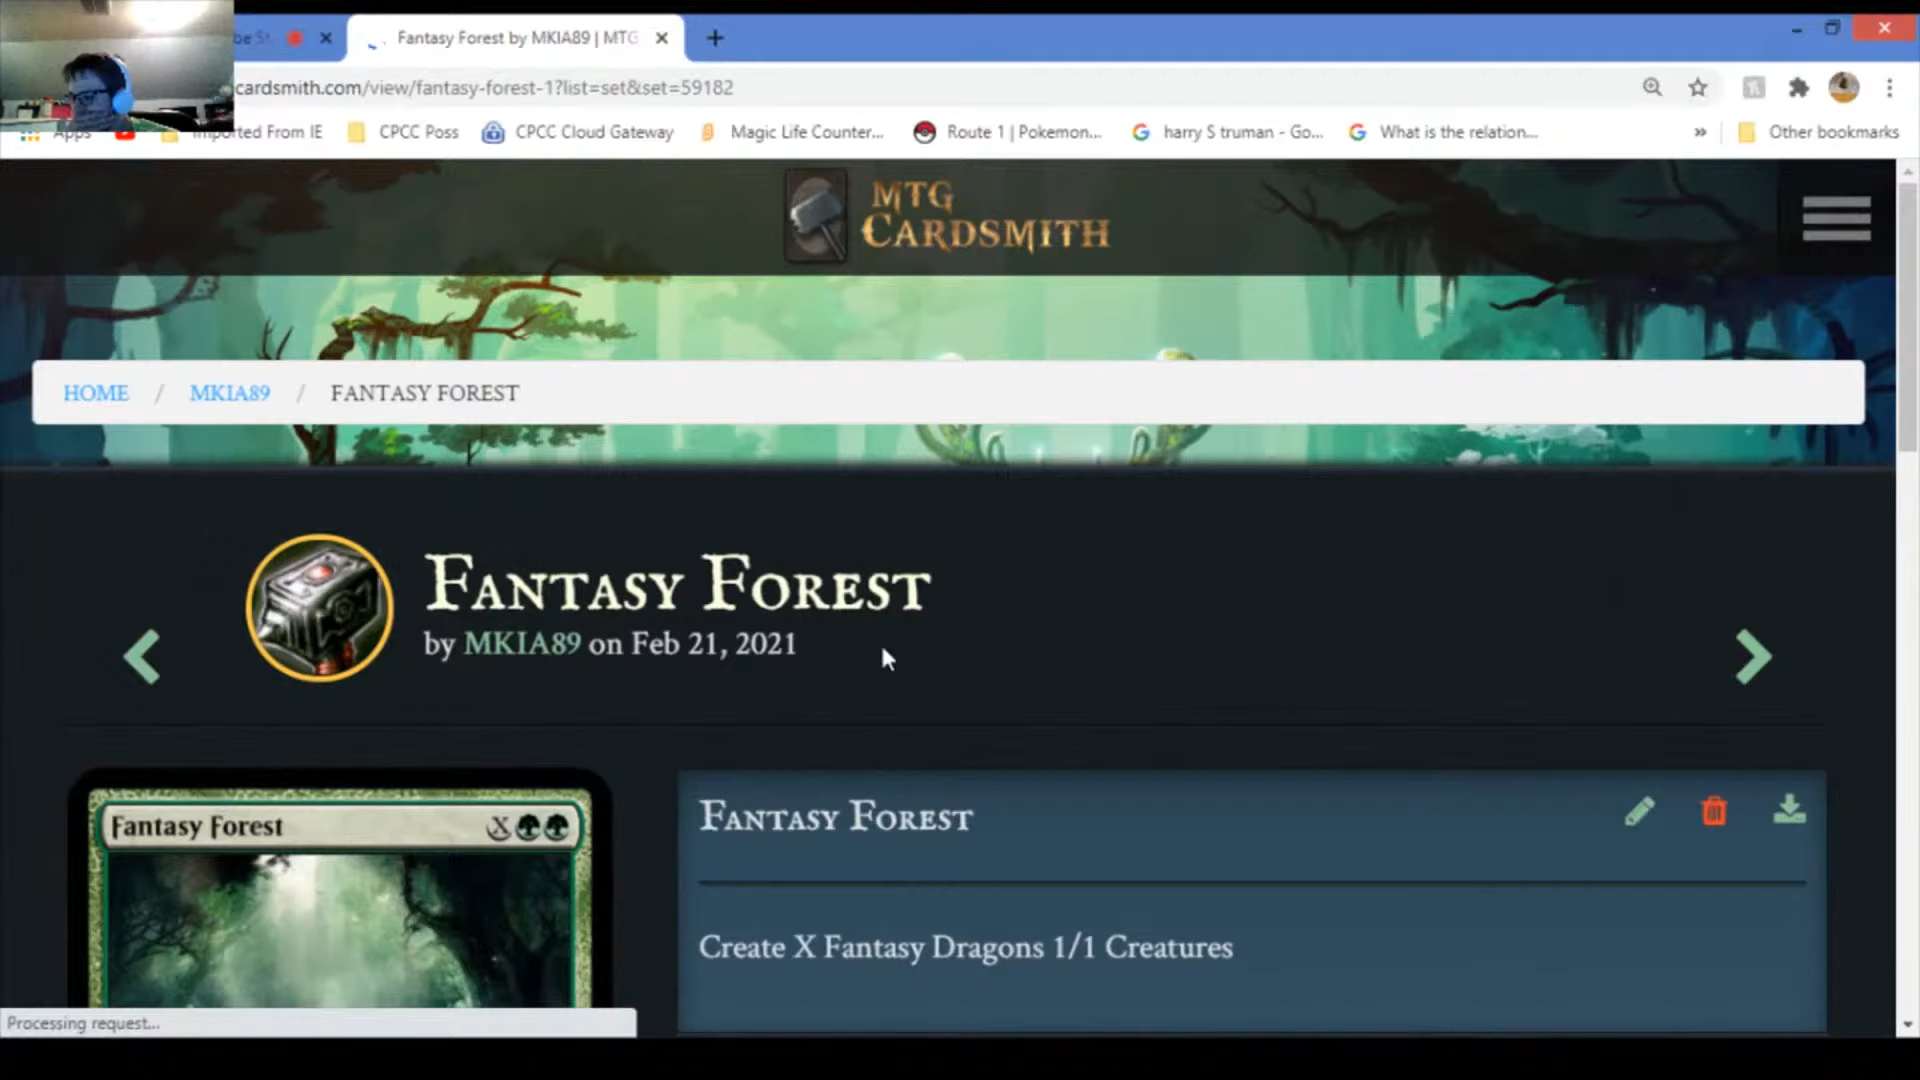 Fantasy Forest by MKIA89 | MTG
cardsmith.com/view/fantasy-forest-1?list=set&set=59182
Apps
Imported From IE
CPCC Poss
CPCC Cloud Gateway
Magic Life Counter...
Route 1 | Pokemon...
harry S truman - Go...
What is the relation...
»
Other bookmarks
MTG
CARDSMITH
HOME / MKIA89 / FANTASY FOREST
FANTASY FOREST
by MKIA89 on Feb 21, 2021
Fantasy Forest X
FANTASY FOREST
Create X Fantasy Dragons 1/1 Creatures
Processing request...